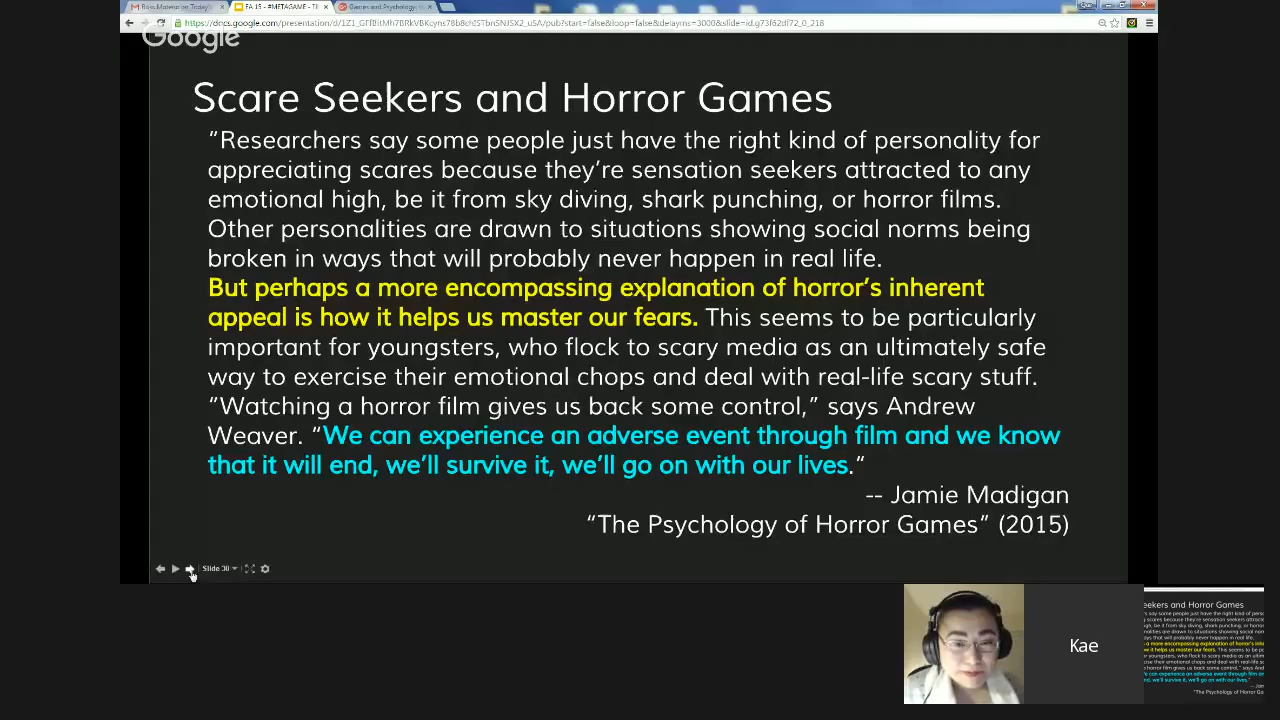 FA 15 - #METAGAME - Th
Games and Psychology: H
Google
Scare Seekers and Horror Games
“Researchers say some people just have the right kind of personality for
appreciating scares because they’re sensation seekers attracted to any
emotional high, be it from sky diving, shark punching, or horror films.
Other personalities are drawn to situations showing social norms being
broken in ways that will probably never happen in real life.
But perhaps a more encompassing explanation of horror’s inherent
appeal is how it helps us master our fears. This seems to be particularly
important for youngsters, who flock to scary media as an ultimately safe
way to exercise their emotional chops and deal with real-life scary stuff.
“Watching a horror film gives us back some control,” says Andrew
Weaver. “We can experience an adverse event through film and we know
that it will end, we’ll survive it, we’ll go on with our lives.“
-- Jamie Madigan
“The Psychology of Horror Games” (2015)
Slide 30
Kae